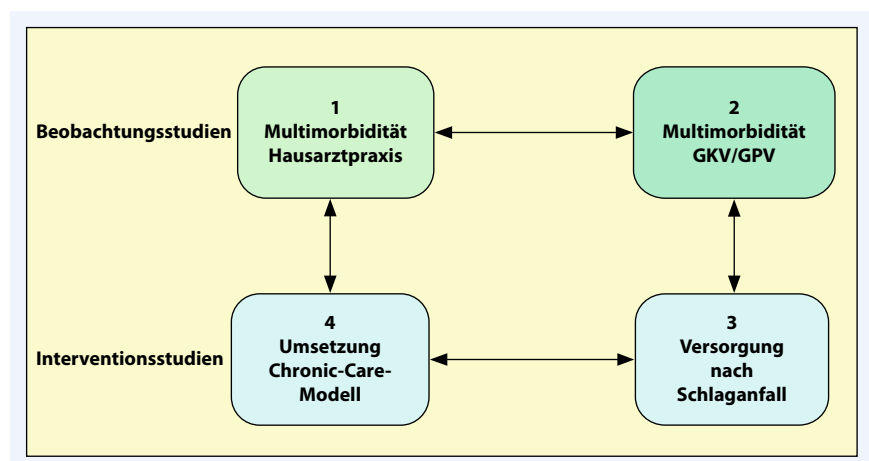 Beobachtungsstudien
1
Multimorbidität
Hausarztpraxis
2
Multimorbidität
GKV/GPV
Interventionsstudien
4
Umsetzung
Chronic-Care-
Modell
3
Versorgung
nach
Schlaganfall